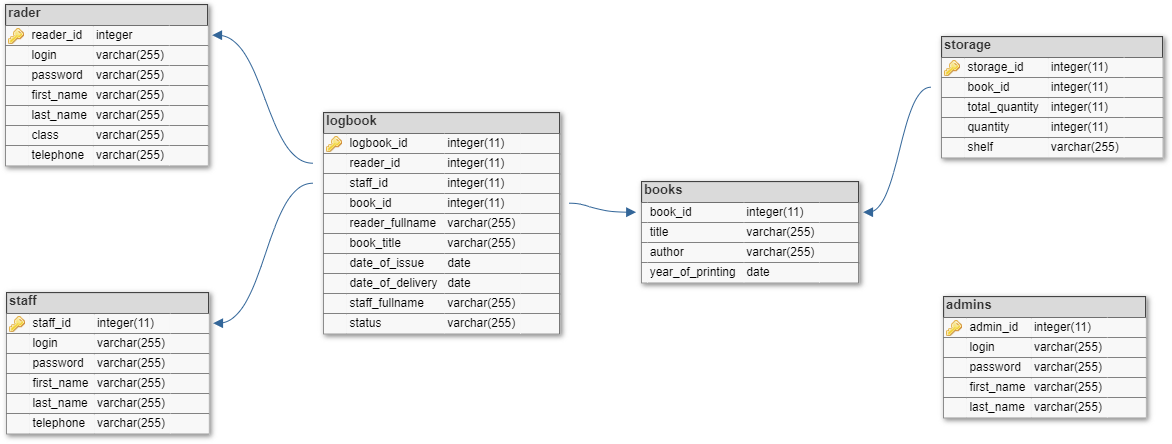 rader
reader_id integer
login varchar(255)
password varchar(255)
first_name varchar(255)
last_name varchar(255)
class varchar(255)
telephone varchar(255)
staff
staff_id integer(11)
login varchar(255)
password varchar(255)
first_name varchar(255)
last_name varchar(255)
telephone varchar(255)
logbook
logbook_id integer(11)
reader_id integer(11)
staff_id integer(11)
book_id integer(11)
reader_fullname varchar(255)
book_title varchar(255)
date_of_issue date
date_of_delivery date
staff_fullname varchar(255)
status varchar(255)
books
book_id integer(11)
title varchar(255)
author varchar(255)
year_of_printing date
storage
storage_id integer(11)
book_id integer(11)
total_quantity integer(11)
quantity integer(11)
shelf varchar(255)
admins
admin_id integer(11)
login varchar(255)
password varchar(255)
first_name varchar(255)
last_name varchar(255)